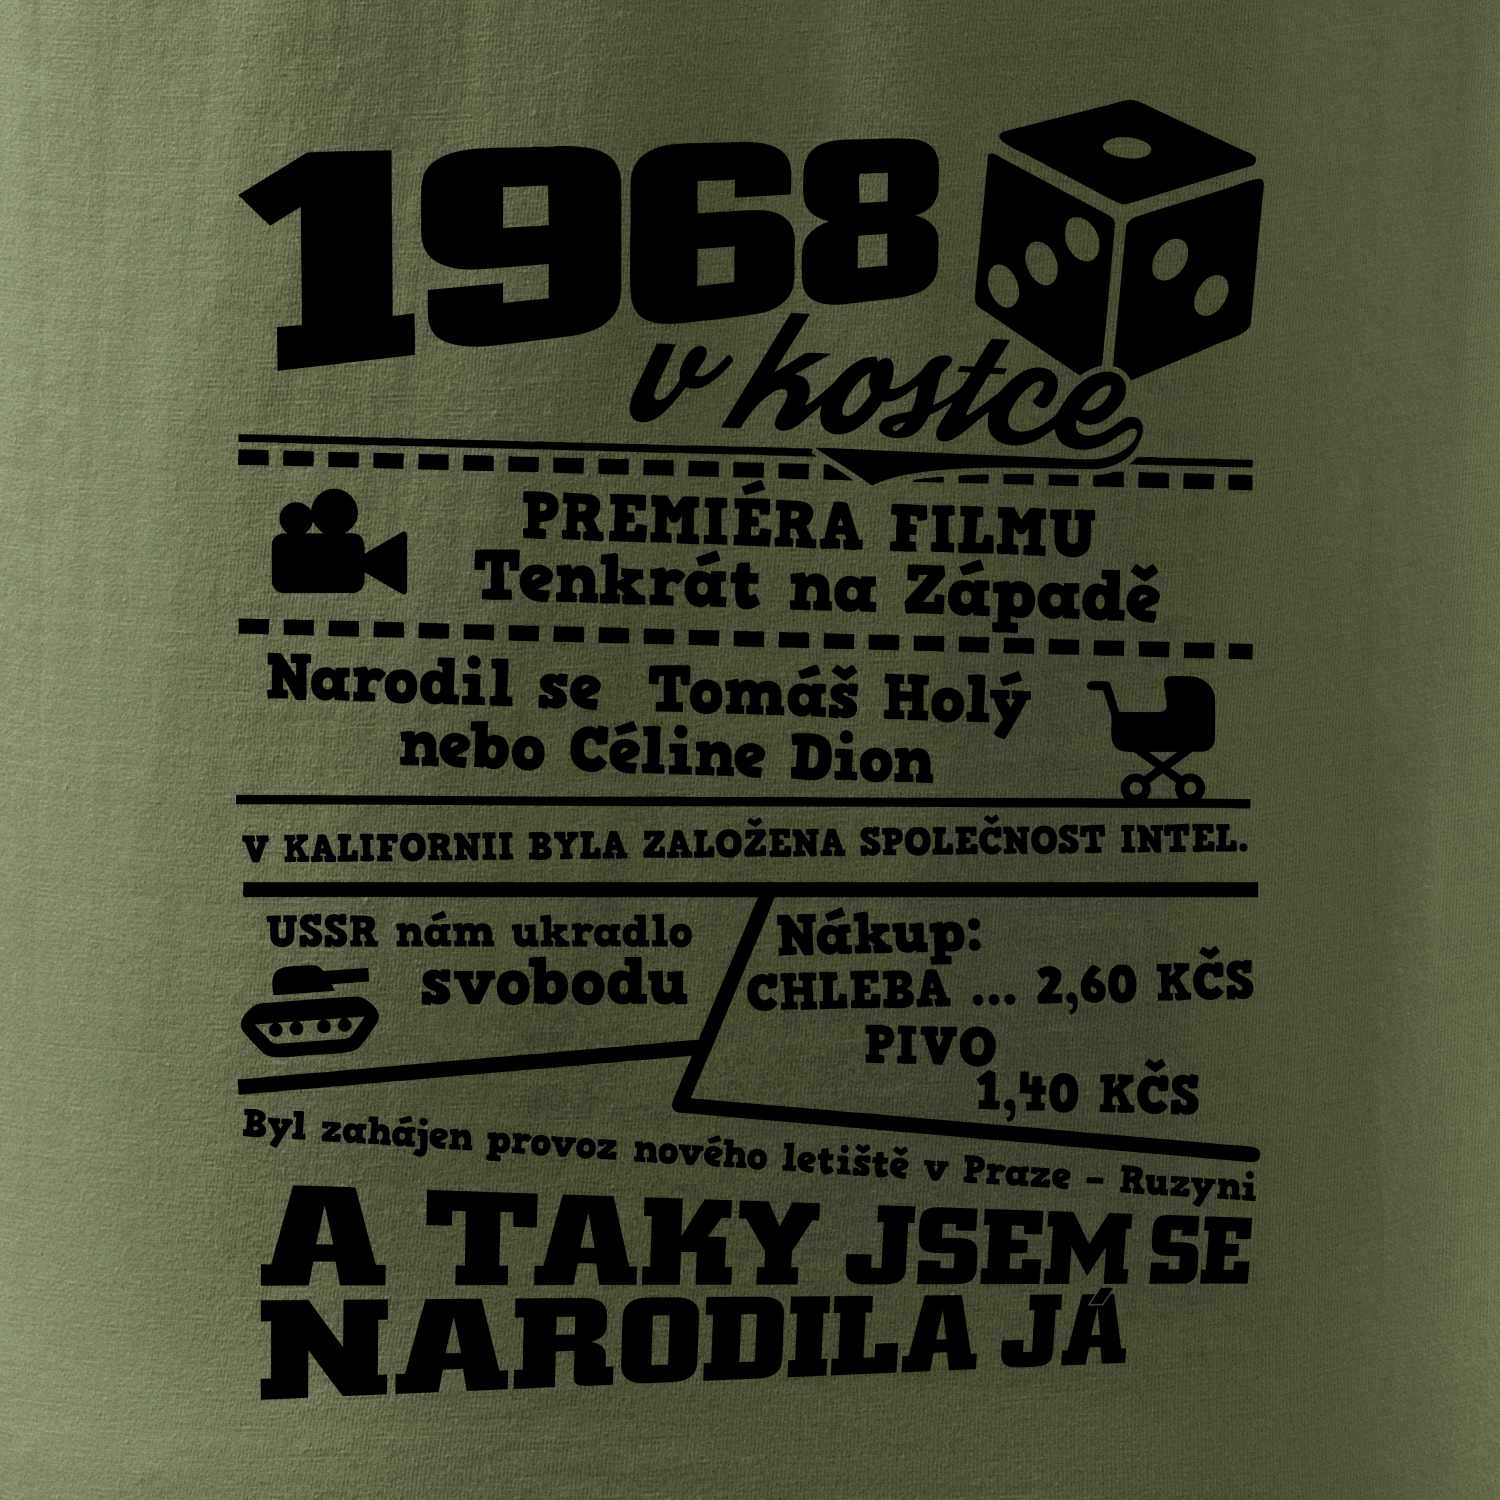 1968
v kostce
PREMIÉRA FILMU
Tenkrát na Západě
Narodil se Tomáš Holý
nebo Céline Dion
V KALIFORNII BYLA ZALOŽENA SPOLEČNOST INTEL.
USSR nám ukradlo
svobodu
Nákup:
CHLEBA ... 2,60 KČS
PIVO
1,40 KČS
Byl zahájen provoz nového letiště v Praze – Ruzyni
A TAKY JSEM SE
NARODILA JÁ